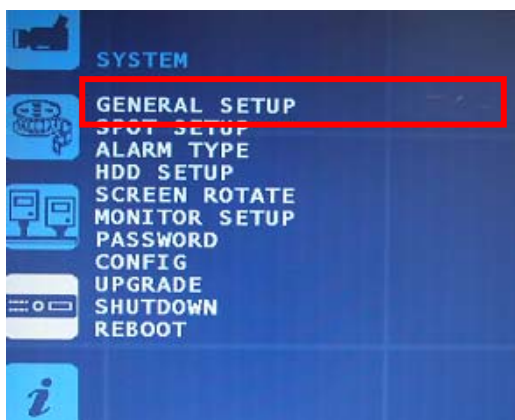 SYSTEM
GENERAL SETUP
SPOT SETUP
ALARM TYPE
HDD SETUP
SCREEN ROTATE
MONITOR SETUP
PASSWORD
CONFIG
UPGRADE
SHUTDOWN
REBOOT
i